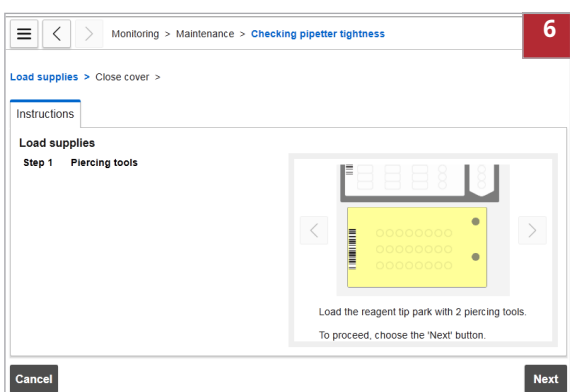 Monitoring > Maintenance > Checking pipetter tightness
6
Load supplies > Close cover >
Instructions
Load supplies
Step 1 Piercing tools
Load the reagent tip park with 2 piercing tools.
To proceed, choose the 'Next' button.
Cancel
Next